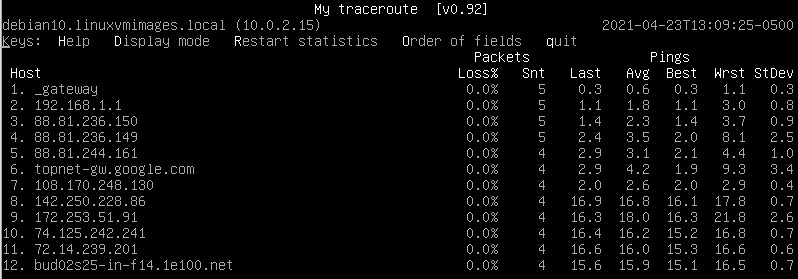 My traceroute [v0.92]
debian10.linuxvmimages.local (10.0.2.15) 2021-04-23T13:09:25-0500
Keys: Help Display mode Restart statistics Order of fields quit
Packets Pings
Host Loss% Snt Last Avg Best Wrst StDev
1. _gateway 0.0% 5 0.3 0.6 0.3 1.1 0.3
2. 192.168.1.1 0.0% 5 1.1 1.8 1.1 3.0 0.8
3. 88.81.236.150 0.0% 5 1.4 2.3 1.4 3.7 0.9
4. 88.81.236.149 0.0% 5 2.4 3.5 2.0 8.1 2.5
5. 88.81.244.161 0.0% 4 2.9 3.1 2.1 4.4 1.0
6. topnet-gw.google.com 0.0% 4 2.9 4.2 1.9 9.3 3.4
7. 108.170.248.130 0.0% 4 2.0 2.6 2.0 2.9 0.4
8. 142.250.228.86 0.0% 4 16.9 16.8 16.1 17.8 0.7
9. 172.253.51.91 0.0% 4 16.3 18.0 16.3 21.8 2.6
10. 74.125.242.241 0.0% 4 16.4 16.2 15.2 16.8 0.7
11. 72.14.239.201 0.0% 4 16.6 16.0 15.3 16.6 0.6
12. bud02s25-in-f14.1e100.net 0.0% 4 15.6 15.9 15.1 16.5 0.7